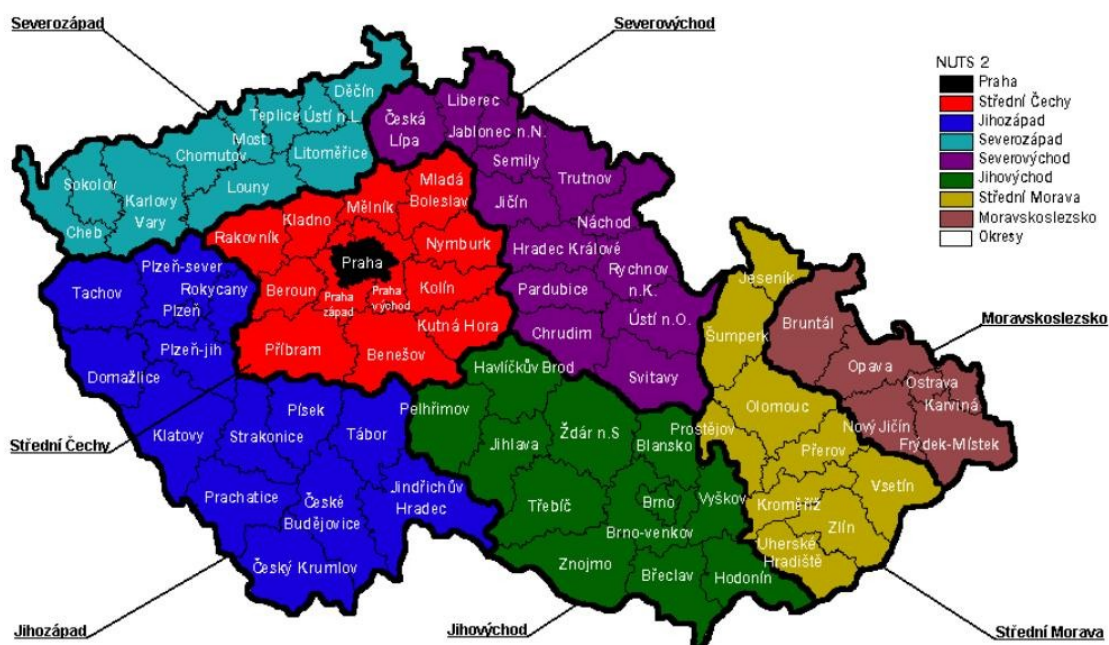 Severozápad
Severovýchod
NUTS 2
Praha
Střední Čechy
Jihozápad
Severozápad
Severovýchod
Jihovýchod
Střední Morava
Moravskoslezsko
Okresy
Děčín
Teplice
Ústí n.L.
Most
Chomutov
Litoměřice
Sokolov
Karlovy
Vary
Louny
Cheb
Liberec
Česká
Lípa
Jablonec n.N.
Semily
Trutnov
Jičín
Náchod
Hradec Králové
Rychnov
n.K.
Pardubice
Ústí n.O.
Chrudim
Svitavy
Mladá
Boleslav
Mělník
Kladno
Rakovník
Nymburk
Praha
Beroun
Praha
západ
Praha
východ
Kolín
Kutná Hora
Příbram
Benešov
Plzeň-sever
Tachov
Rokycany
Plzeň
Plzeň-jih
Domažlice
Klatovy
Písek
Strakonice
Tábor
Prachatice
České
Budějovice
Jindřichův
Hradec
Český Krumlov
Havlíčkův Brod
Pelhřimov
Jihlava
Ždár n.S
Blansko
Třebíč
Brno
Vyškov
Brno-venkov
Znojmo
Břeclav
Hodonín
Jeseník
Šumperk
Olomouc
Prostějov
Přerov
Kroměříž
Vsetín
Zlín
Uherské
Hradiště
Bruntál
Opava
Ostrava
Karviná
Nový Jičín
Frýdek-Místek
Moravskoslezsko
Střední Čechy
Jihozápad
Jihovýchod
Střední Morava